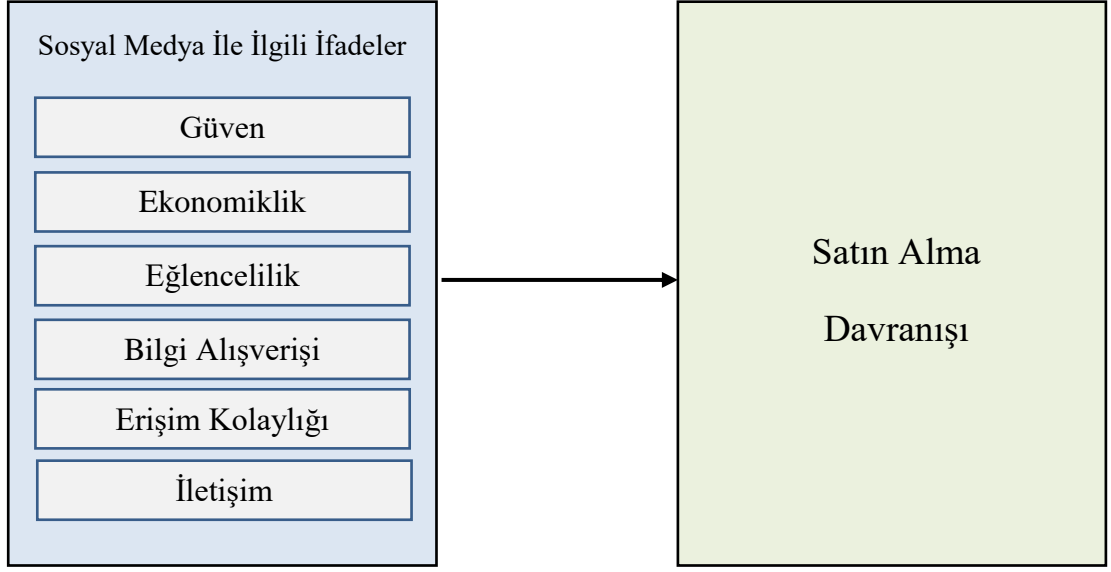 Sosyal Medya İle İlgili İfadeler
Güven
Ekonomiklik
Eğlencelilik
Bilgi Alışverişi
Erişim Kolaylığı
İletişim
Satın Alma
Davranışı